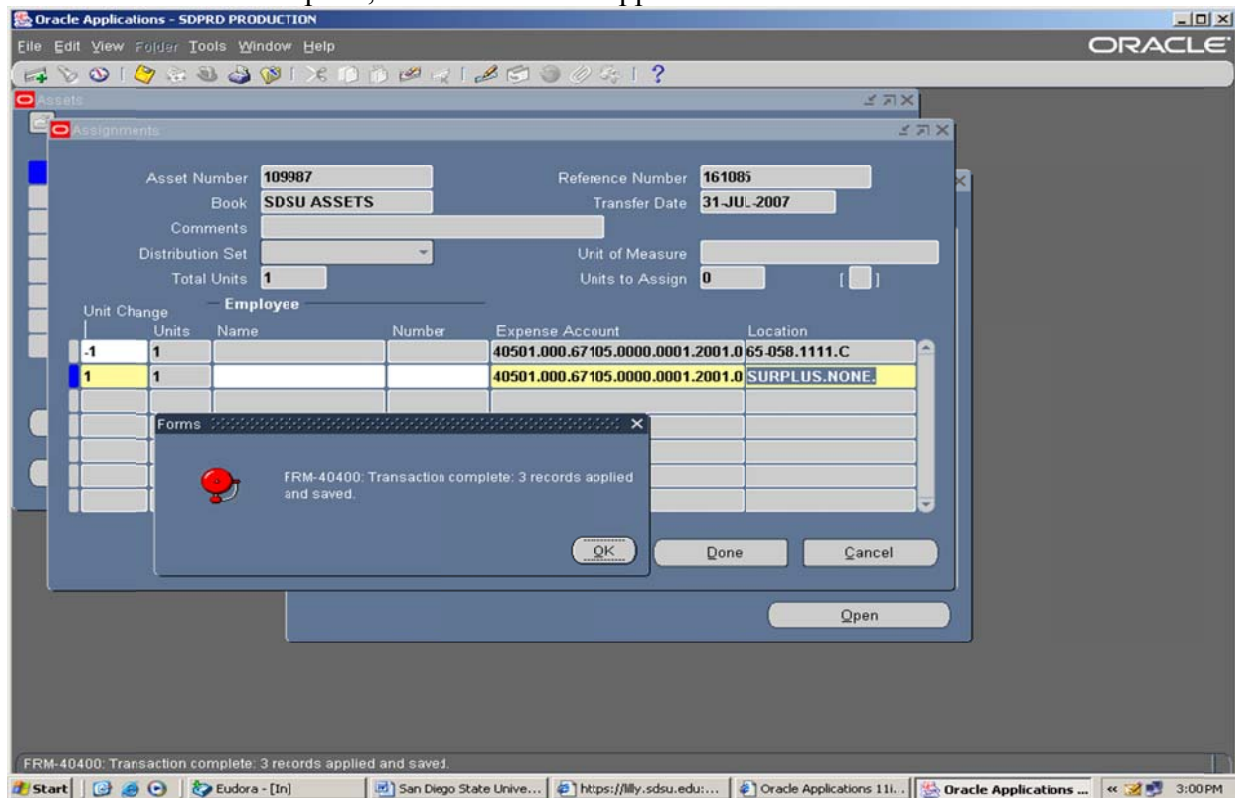 Oracle Applications - SDPRD PRODUCTION
File Edit View Folder Tools Window Help
ORACLE
Assets
Assignments
Asset Number 109987 Reference Number 161085
Book SDSU ASSETS Transfer Date 31-JUL-2007
Comments
Distribution Set Unit of Measure
Total Units 1 Units to Assign 0 [ ]
Unit Change Employee
Units Name Number Expense Account Location
-1 1 40501.000.67105.0000.0001.2001.0 65-058.1111.C
1 1 40501.000.67105.0000.0001.2001.0 SURPLUS.NONE.
Forms
FRM-40400: Transaction complete: 3 records applied
and saved.
OK Done Cancel
Open
FRM-40400: Transaction complete: 3 records applied and saved.
Start Eudora - [In] San Diego State Unive... https://lilly.sdsu.edu:... Oracle Applications 11i... Oracle Applications ... « 3:00PM